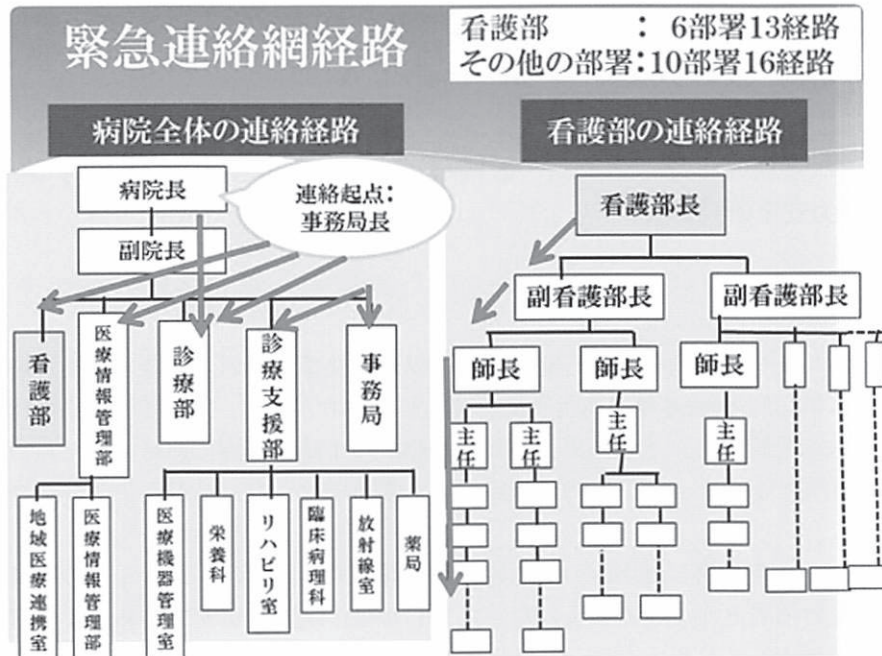 緊急連絡網経路
看護部　　　: 6部署13経路
その他の部署:10部署16経路
病院全体の連絡経路
病院長
連絡起点:
事務局長
副院長
看護部
医療情報管理部
診療部
診療支援部
事務局
地域医療連携室
医療情報管理部
医療機器管理室
栄養科
リハビリ室
臨床病理科
放射線室
薬局
看護部の連絡経路
看護部長
副看護部長
副看護部長
師長
師長
師長
主任
主任
主任
主任